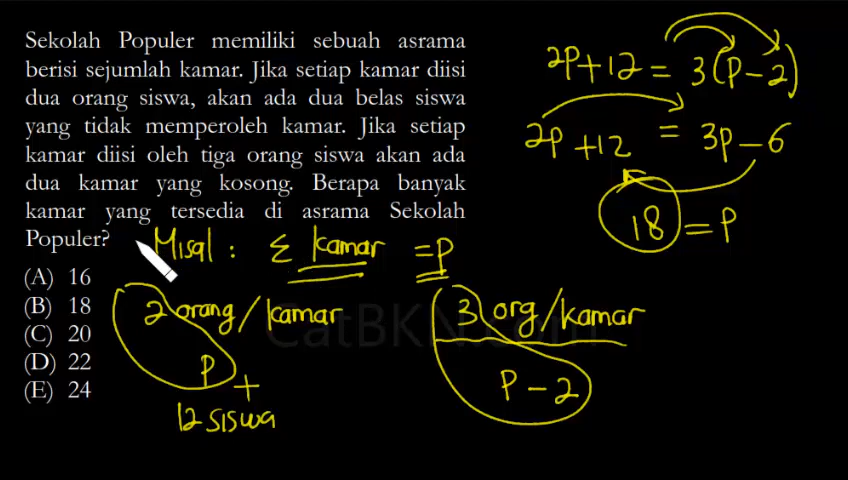 Sekolah Populer memiliki sebuah asrama
berisi sejumlah kamar. Jika setiap kamar diisi
dua orang siswa, akan ada dua belas siswa
yang tidak memperoleh kamar. Jika setiap
kamar diisi oleh tiga orang siswa akan ada
dua kamar yang kosong. Berapa banyak
kamar yang tersedia di asrama Sekolah
Populer?
(A) 16
(B) 18
(C) 20
(D) 22
(E) 24
Misal : Σ kamar = P
2 orang/kamar
P +
12 siswa
3 org/kamar
P - 2
2P+12 = 3(P-2)
2P+12 = 3P-6
18 = P